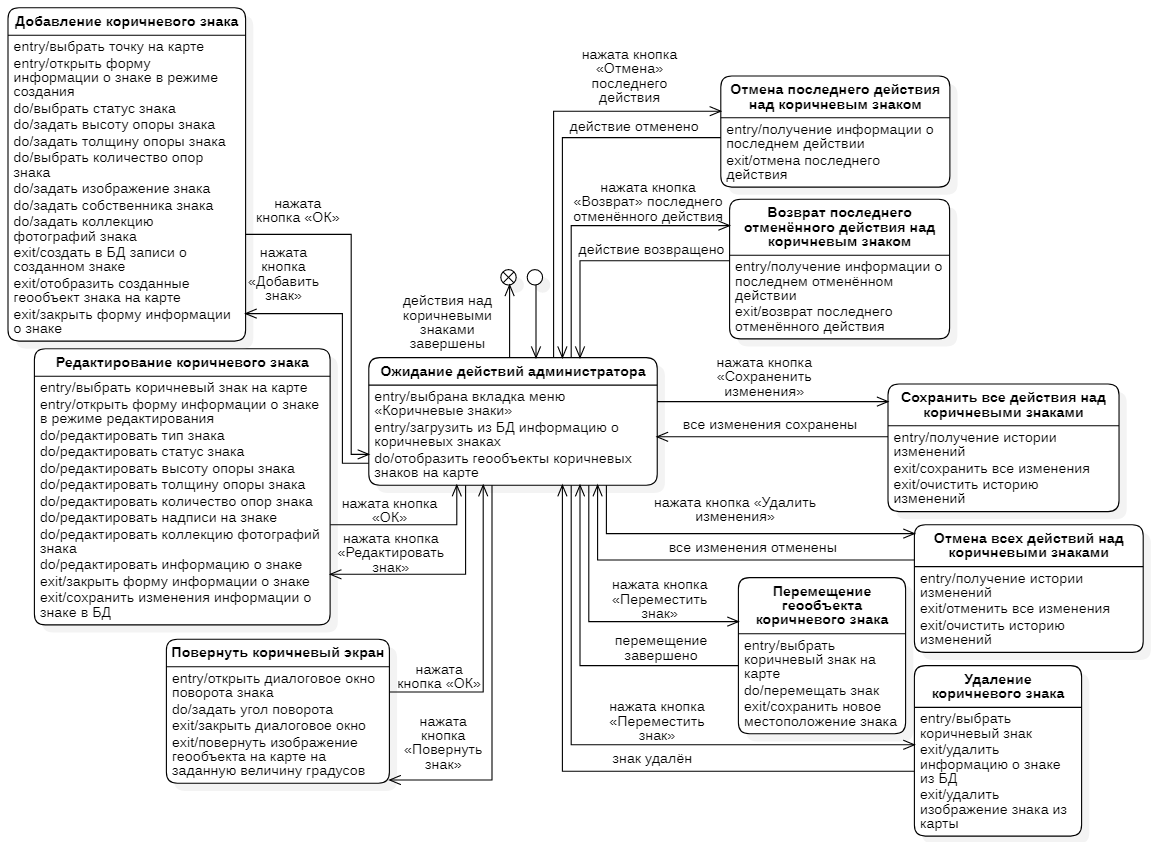 Добавление коричневого знака
entry/выбрать точку на карте
entry/открыть форму
информации о знаке в режиме
создания
do/выбрать статус знака
do/задать высоту опоры знака
do/задать толщину опоры знака
do/выбрать количество опор
знака
do/задать изображение знака
do/задать собственника знака
do/задать коллекцию
фотографий знака
exit/создать в БД записи о
созданном знаке
exit/отобразить созданные
геообъект знака на карте
exit/закрыть форму информации
о знаке
нажата
кнопка «ОК»
нажата
кнопка
«Добавить
знак»
Редактирование коричневого знака
entry/выбрать коричневый знак на карте
entry/открыть форму информации о знаке
в режиме редактирования
do/редактировать тип знака
do/редактировать статус знака
do/редактировать высоту опоры знака
do/редактировать толщину опоры знака
do/редактировать количество опор знака
do/редактировать надписи на знаке
do/редактировать коллекцию фотографий
знака
do/редактировать информацию о знаке
exit/закрыть форму информации о знаке
exit/сохранить изменения информации о
знаке в БД
нажата кнопка
«ОК»
нажата кнопка
«Редактировать
знак»
Повернуть коричневый экран
entry/открыть диалоговое окно
поворота знака
do/задать угол поворота
exit/закрыть диалоговое окно
exit/повернуть изображение
геообъекта на карте на
заданную величину градусов
нажата
кнопка «ОК»
нажата
кнопка
«Повернуть
знак»
действия над
коричневыми
знаками
завершены
Ожидание действий администратора
entry/выбрана вкладка меню
«Коричневые знаки»
entry/загрузить из БД информацию о
коричневых знаках
do/отобразить геообъекты коричневых
знаков на карте
нажата кнопка
«Отмена»
последнего
действия
действие отменено
Отмена последнего действия
над коричневым знаком
entry/получение информации о
последнем действии
exit/отмена последнего
действия
нажата кнопка
«Возврат» последнего
отменённого действия
действие возвращено
Возврат последнего
отменённого действия над
коричневым знаком
entry/получение информации о
последнем отменённом
действии
exit/возврат последнего
отменённого действия
нажата кнопка
«Сохраненить
изменения»
все изменения сохранены
Сохранить все действия над
коричневыми знаками
entry/получение истории
изменений
exit/сохранить все изменения
exit/очистить историю
изменений
нажата кнопка «Удалить
изменения»
все изменения отменены
Отмена всех действий над
коричневыми знаками
entry/получение истории
изменений
exit/отменить все изменения
exit/очистить историю
изменений
нажата кнопка
«Переместить
знак»
перемещение
завершено
Перемещение
геообъекта
коричневого знака
entry/выбрать
коричневый знак на
карте
do/перемещать знак
exit/сохранить новое
местоположение знака
нажата кнопка
«Переместить
знак»
знак удалён
Удаление
коричневого знака
entry/выбрать
коричневый знак
exit/удалить
информацию о знаке
из БД
exit/удалить
изображение знака из
карты